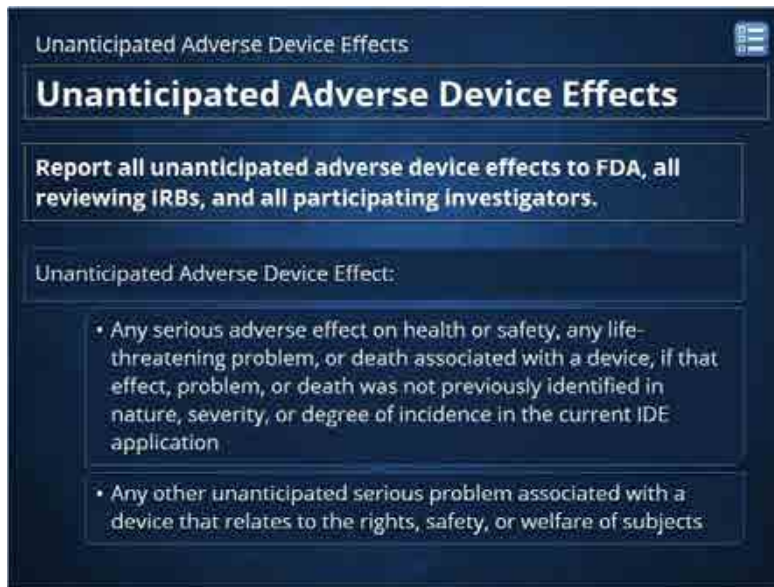 Unanticipated Adverse Device Effects
Unanticipated Adverse Device Effects
Report all unanticipated adverse device effects to FDA, all
reviewing IRBs, and all participating investigators.
Unanticipated Adverse Device Effect:
• Any serious adverse effect on health or safety, any life-
threatening problem, or death associated with a device, if that
effect, problem, or death was not previously identified in
nature, severity, or degree of incidence in the current IDE
application
• Any other unanticipated serious problem associated with a
device that relates to the rights, safety, or welfare of subjects